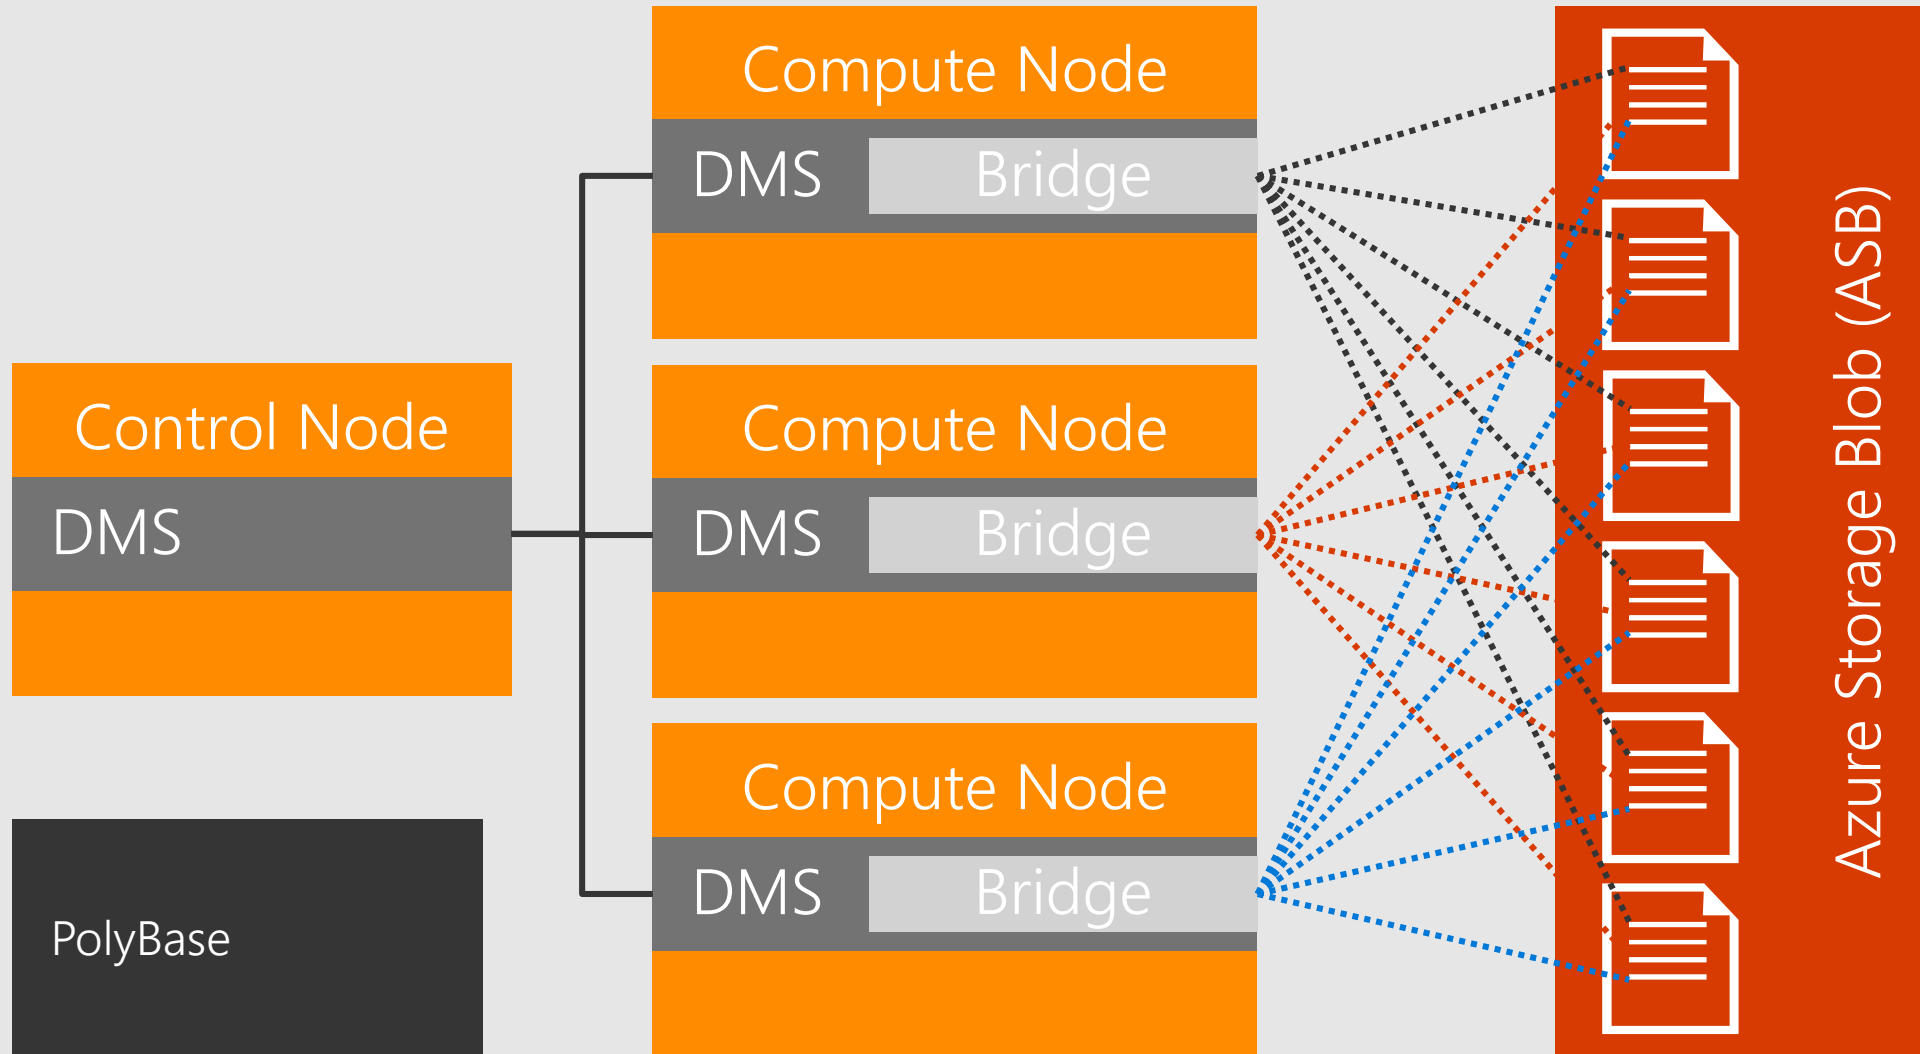 Control Node
DMS
PolyBase
Compute Node
DMS Bridge
Compute Node
DMS Bridge
Compute Node
DMS Bridge
Azure Storage Blob (ASB)